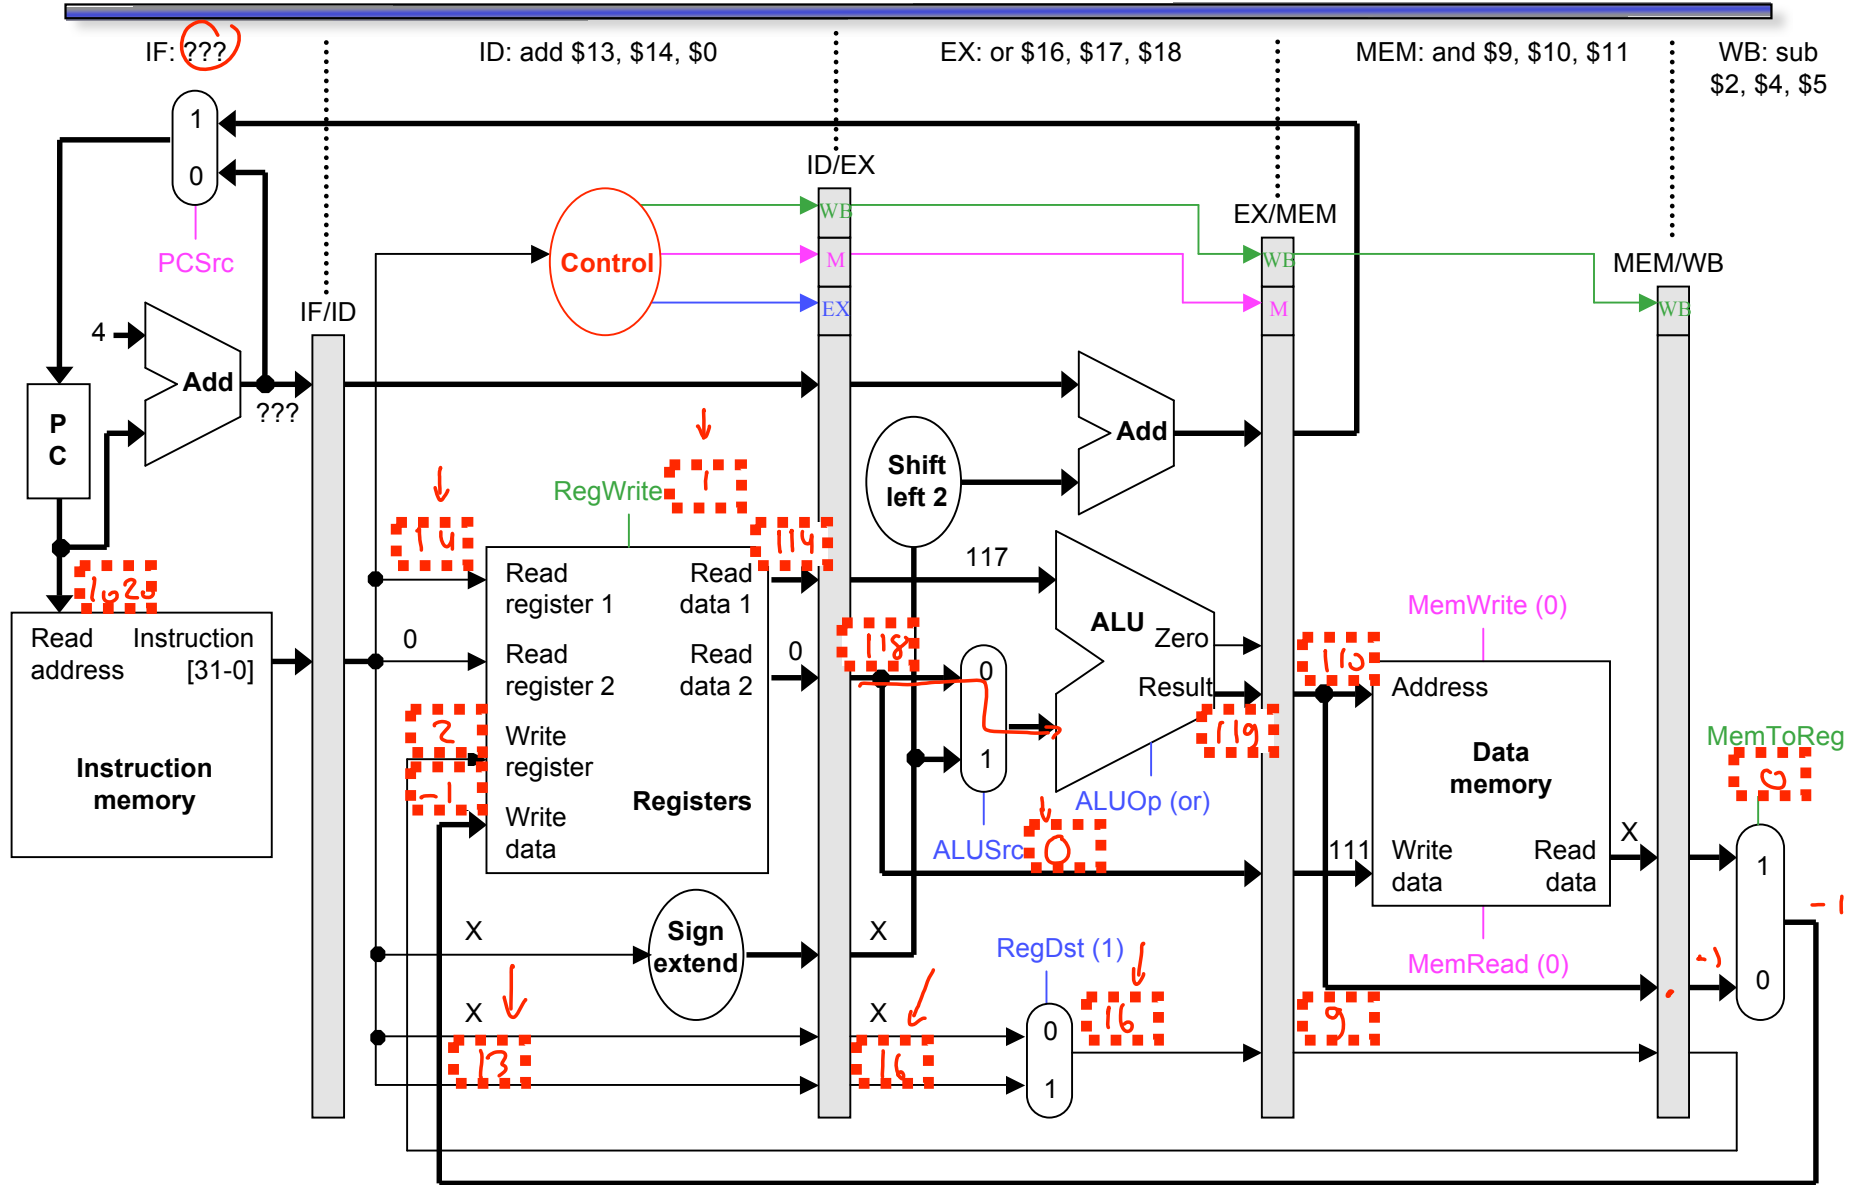 IF: ???
ID: add $13, $14, $0
EX: or $16, $17, $18
MEM: and $9, $10, $11
WB: sub
$2, $4, $5
1
0
PCSrc
ID/EX
WB
M
EX
Control
EX/MEM
WB
M
MEM/WB
WB
IF/ID
4
Add
???
P
C
Add
Shift
left 2
RegWrite
1
14
114
117
1020
Read
address
Instruction
[31-0]
Instruction
memory
0
Read
register 1
Read
data 1
Read
register 2
Read
data 2
0
2
Write
register
-1
Write
data
Registers
118
0
1
ALUSrc
0
ALU
Zero
Result
119
ALUOp (or)
MemWrite (0)
110
Address
Data
memory
111
Write
data
Read
data
X
MemRead (0)
MemToReg
0
1
0
-1
-1
X
Sign
extend
X
RegDst (1)
X
13
X
16
0
1
16
9